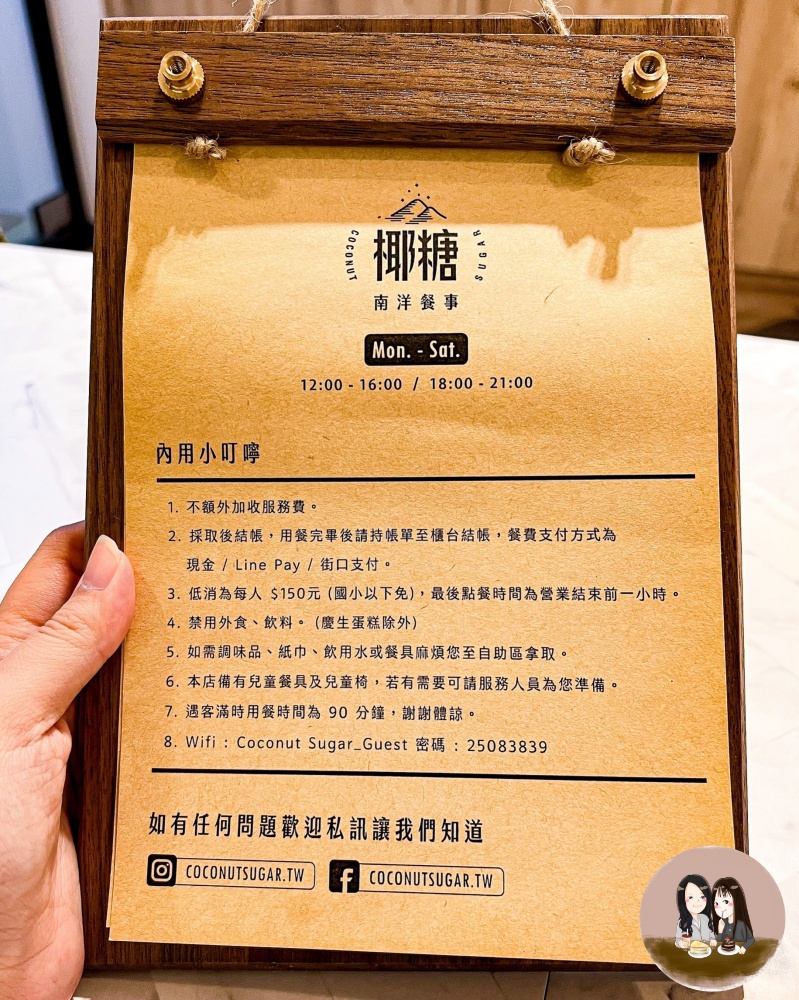 COCONUT 椰糖 SUGAR
南洋餐事
Mon. - Sat.
12:00 - 16:00 / 18:00 - 21:00
內用小叮嚀
1. 不額外加收服務費。
2. 採取後結帳，用餐完畢後請持帳單至櫃台結帳，餐費支付方式為
現金 / Line Pay / 街口支付。
3. 低消為每人 $150元 (國小以下免)，最後點餐時間為營業結束前一小時。
4. 禁用外食、飲料。 (慶生蛋糕除外)
5. 如需調味品、紙巾、飲用水或餐具麻煩您至自助區拿取。
6. 本店備有兒童餐具及兒童椅，若有需要可請服務人員為您準備。
7. 遇客滿時用餐時間為 90 分鐘，謝謝體諒。
8. Wifi : Coconut Sugar_Guest 密碼 : 25083839
如有任何問題歡迎私訊讓我們知道
COCONUTSUGAR.TW COCONUTSUGAR.TW